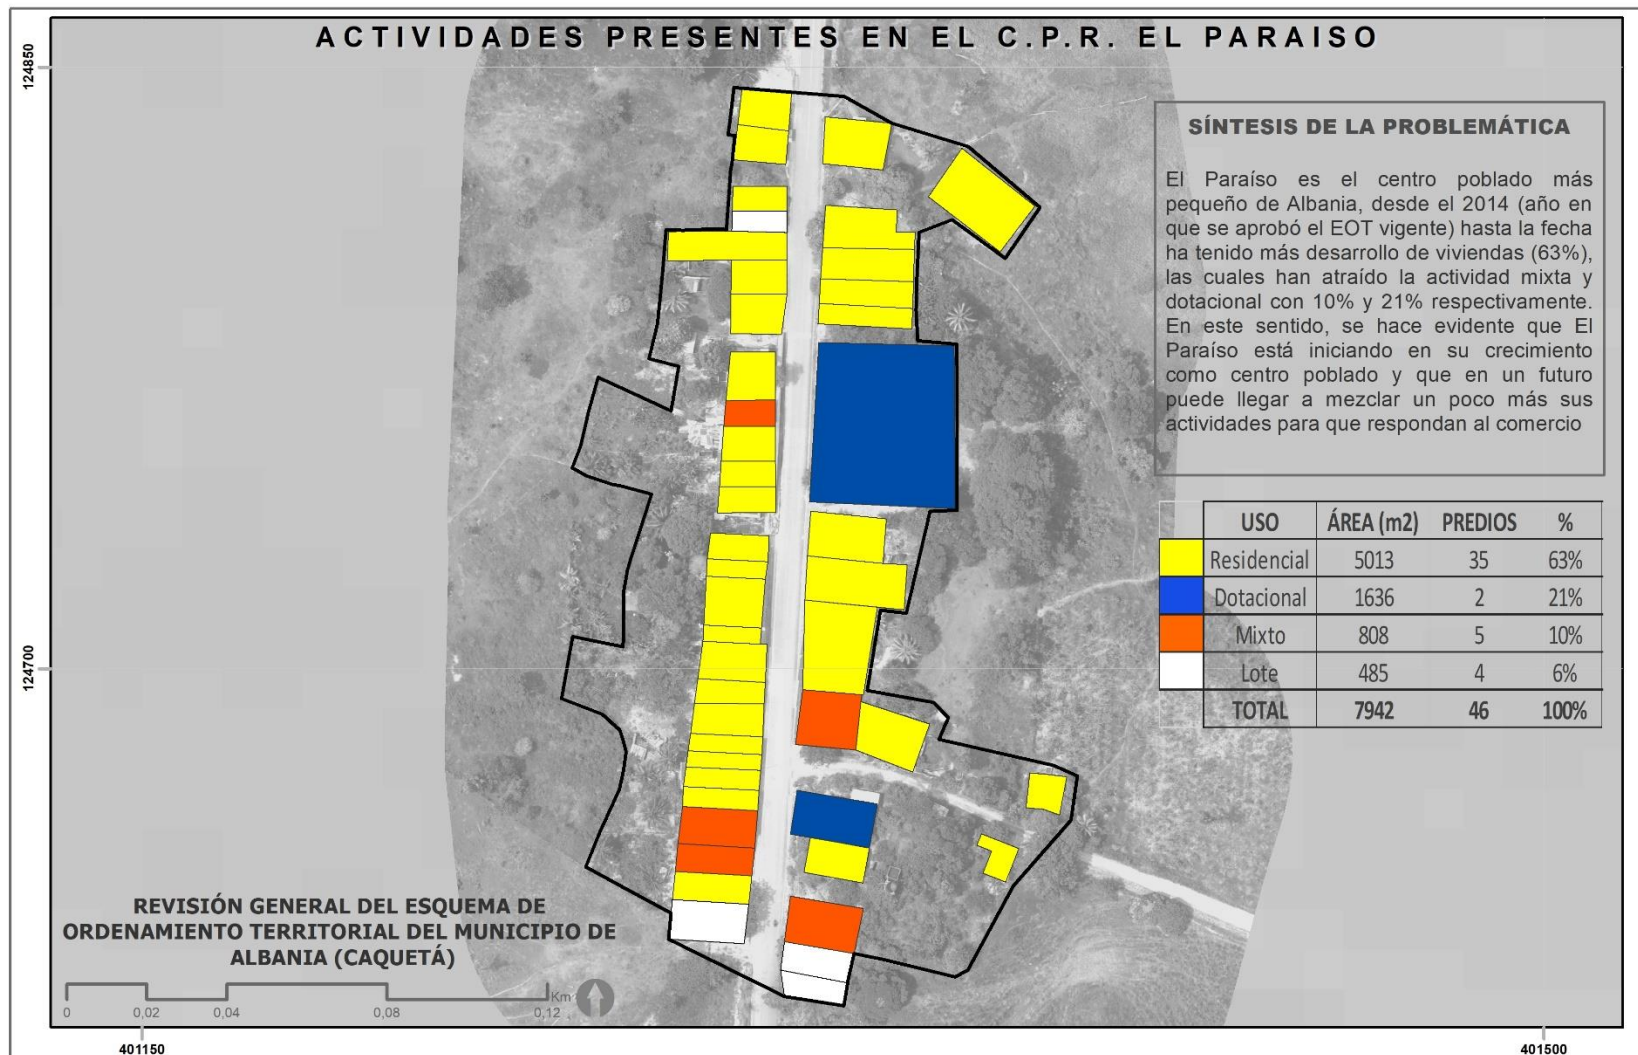 ACTIVIDADES PRESENTES EN EL C.P.R. EL PARAISO
124850
SÍNTESIS DE LA PROBLEMÁTICA
El Paraíso es el centro poblado más
pequeño de Albania, desde el 2014 (año en
que se aprobó el EOT vigente) hasta la fecha
ha tenido más desarrollo de viviendas (63%),
las cuales han atraído la actividad mixta y
dotacional con 10% y 21% respectivamente.
En este sentido, se hace evidente que El
Paraíso está iniciando en su crecimiento
como centro poblado y que en un futuro
puede llegar a mezclar un poco más sus
actividades para que respondan al comercio
USO ÁREA (m2) PREDIOS %
Residencial 5013 35 63%
Dotacional 1636 2 21%
Mixto 808 5 10%
Lote 485 4 6%
TOTAL 7942 46 100%
124700
REVISIÓN GENERAL DEL ESQUEMA DE
ORDENAMIENTO TERRITORIAL DEL MUNICIPIO DE
ALBANIA (CAQUETÁ)
Km
0 0,02 0,04 0,08 0,12
401150 401500